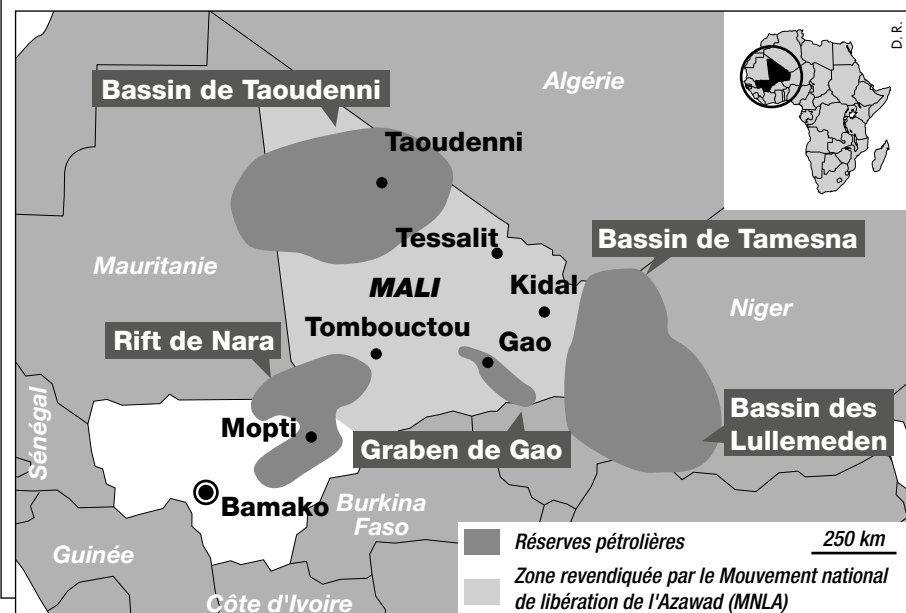 D. R.
Algérie
Bassin de Taoudenni
Taoudenni
Tessalit
Bassin de Tamesna
Mauritanie
MALI
Kidal
Niger
Tombouctou
Rift de Nara
Gao
Sénégal
Mopti
Graben de Gao
Bassin des
Lullemeden
Bamako
Burkina
Faso
Guinée
Côte d'Ivoire
Réserves pétrolières
250 km
Zone revendiquée par le Mouvement national
de libération de l'Azawad (MNLA)